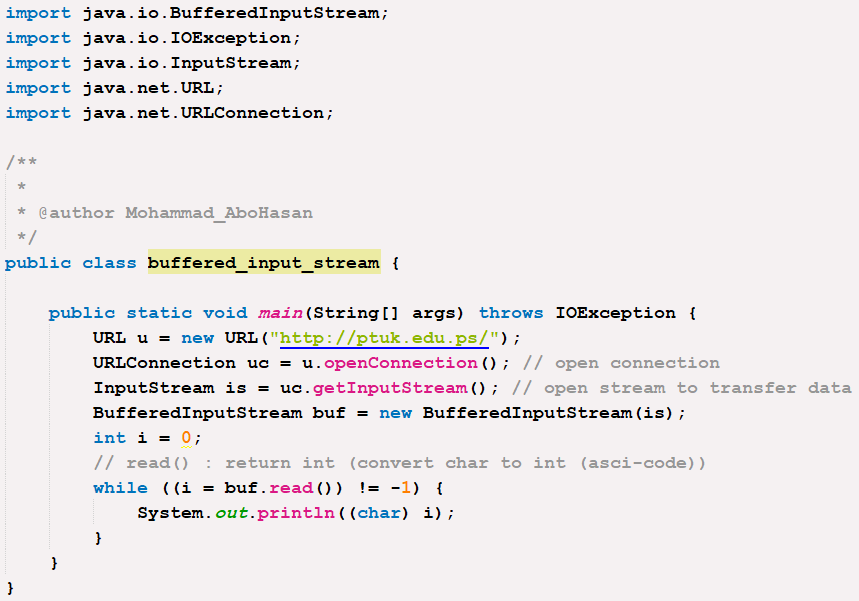 import java.io.BufferedInputStream;
import java.io.IOException;
import java.io.InputStream;
import java.net.URL;
import java.net.URLConnection;
/**
 *
 * @author Mohammad_AboHasan
 */
public class buffered_input_stream {
    public static void main(String[] args) throws IOException {
        URL u = new URL("http://ptuk.edu.ps/");
        URLConnection uc = u.openConnection(); // open connection
        InputStream is = uc.getInputStream(); // open stream to transfer data
        BufferedInputStream buf = new BufferedInputStream(is);
        int i = 0;
        // read() : return int (convert char to int (asci-code))
        while ((i = buf.read()) != -1) {
            System.out.println((char) i);
        }
    }
}